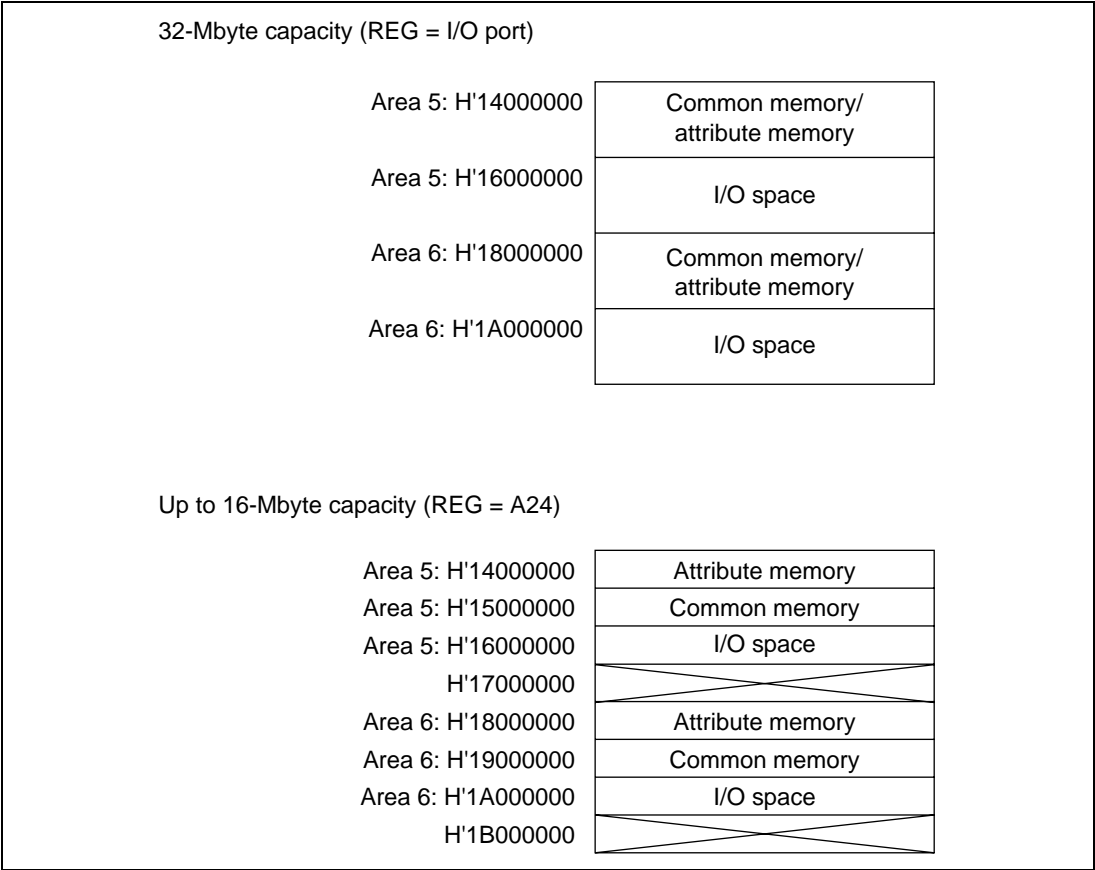 32-Mbyte capacity (REG = I/O port)
Area 5: H'14000000
Common memory/
attribute memory
Area 5: H'16000000
I/O space
Area 6: H'18000000
Common memory/
attribute memory
Area 6: H'1A000000
I/O space
Up to 16-Mbyte capacity (REG = A24)
Area 5: H'14000000 Attribute memory
Area 5: H'15000000 Common memory
Area 5: H'16000000 I/O space
H'17000000
Area 6: H'18000000 Attribute memory
Area 6: H'19000000 Common memory
Area 6: H'1A000000 I/O space
H'1B000000